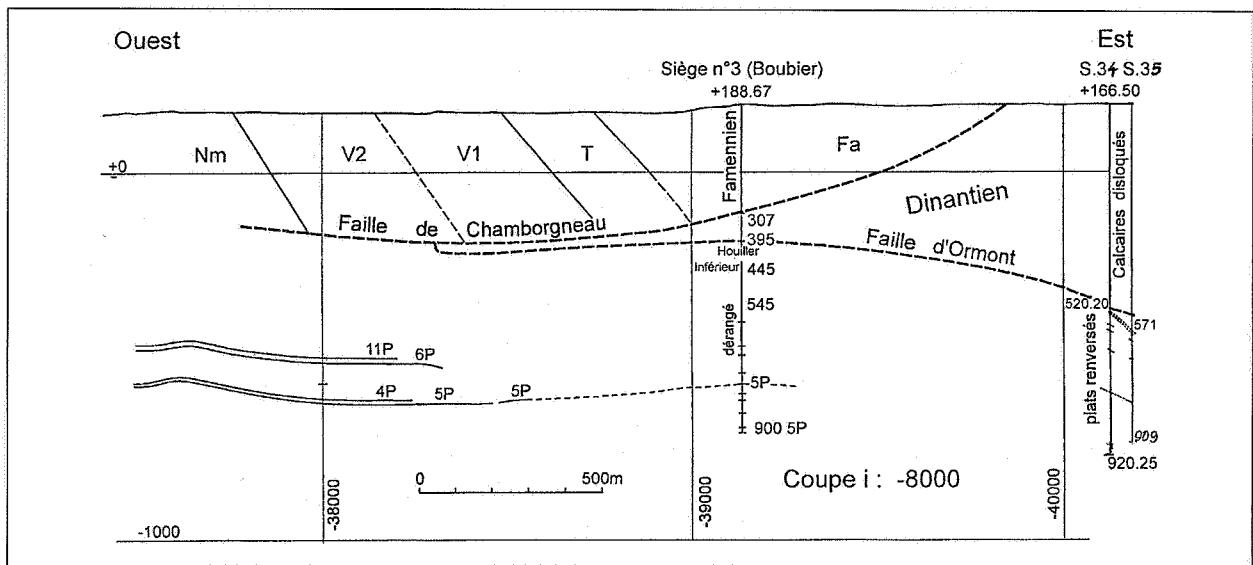 Ouest
Est
Siège n°3 (Boubier)
S.34 S.35
+188.67
+166.50
Nm
V2
V1
T
Famennien
Fa
Calcaires disloqués
+0
Dinantien
Faille de Chamborgneau
307
395
Faille d'Ormont
Houiller
Inférieur
445
520.20
545
571
dérangé
plats renversés
11P
6P
4P
5P
5P
5P
900 5P
909
920.25
0
500m
Coupe i : -8000
-38000
-39000
-40000
-1000